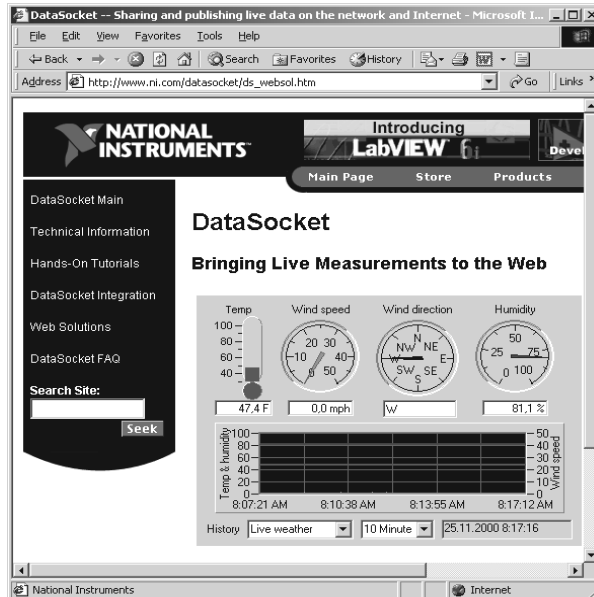 DataSocket -- Sharing and publishing live data on the network and Internet - Microsoft I...
File Edit View Favorites Tools Help
Back Search Favorites History
Address http://www.ni.com/datasocket/ds_websol.htm Go Links
NATIONAL INSTRUMENTS
Introducing
LabVIEW 6i
Devel
Main Page Store Products
DataSocket Main
Technical Information
Hands-On Tutorials
DataSocket Integration
Web Solutions
DataSocket FAQ
Search Site:
Seek
DataSocket
Bringing Live Measurements to the Web
Temp Wind speed Wind direction Humidity
100
80
60
40
0 10 20 30 40 50
N NE E SE S SW W NW
0 25 50 75 100
47,4 F 0,0 mph W 81,1 %
Temp & humidity
100
80
60
40
20
0
50
40
30
20
10
0
Wind speed
8:07:21 AM 8:10:38 AM 8:13:55 AM 8:17:12 AM
History Live weather 10 Minute 25.11.2000 8:17:16
National Instruments Internet